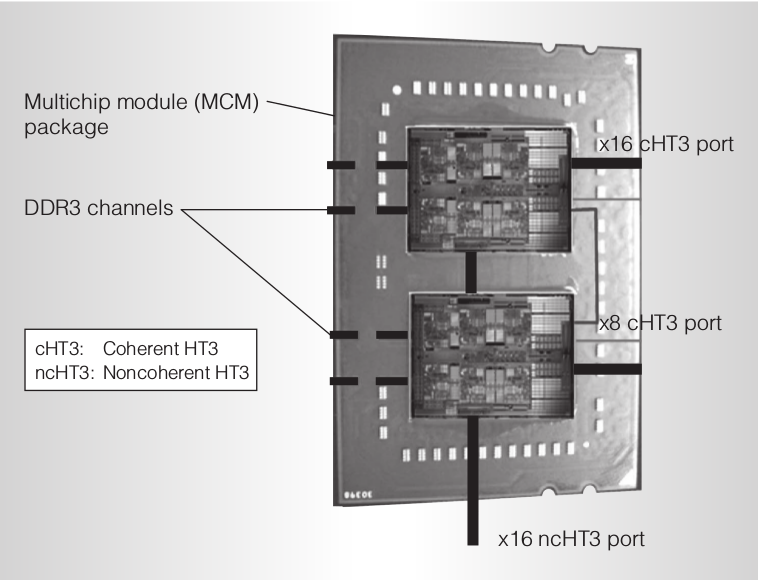 Multichip module (MCM)
package
x16 cHT3 port
DDR3 channels
x8 cHT3 port
cHT3: Coherent HT3
ncHT3: Noncoherent HT3
x16 ncHT3 port